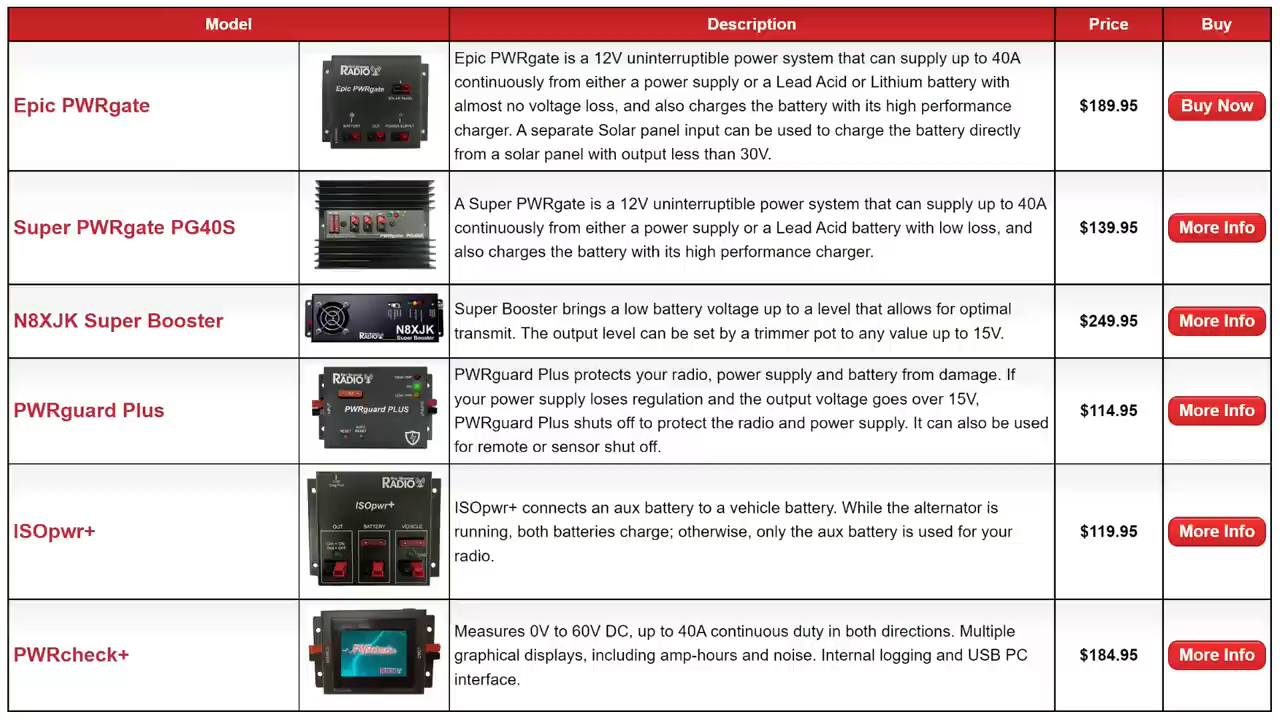 Model Description Price Buy
Epic PWRgate
RADIO
Epic PWRgate
SOLAR PANEL
BATTERY OUT POWER SUPPLY
Epic PWRgate is a 12V uninterruptible power system that can supply up to 40A
continuously from either a power supply or a Lead Acid or Lithium battery with
almost no voltage loss, and also charges the battery with its high performance
charger. A separate Solar panel input can be used to charge the battery directly
from a solar panel with output less than 30V.
$189.95
Buy Now
Super PWRgate PG40S
PWRgate PG40S
A Super PWRgate is a 12V uninterruptible power system that can supply up to 40A
continuously from either a power supply or a Lead Acid battery with low loss, and
also charges the battery with its high performance charger.
$139.95
More Info
N8XJK Super Booster
RADIO
N8XJK
Super Booster
Super Booster brings a low battery voltage up to a level that allows for optimal
transmit. The output level can be set by a trimmer pot to any value up to 15V.
$249.95
More Info
PWRguard Plus
RADIO
PWRguard PLUS
RESET
AUTO
RESET
PWRguard Plus protects your radio, power supply and battery from damage. If
your power supply loses regulation and the output voltage goes over 15V,
PWRguard Plus shuts off to protect the radio and power supply. It can also be used
for remote or sensor shut off.
$114.95
More Info
ISOpwr+
RADIO
ISOpwr+
OUT BATTERY VEHICLE
ISOpwr+ connects an aux battery to a vehicle battery. While the alternator is
running, both batteries charge; otherwise, only the aux battery is used for your
radio.
$119.95
More Info
PWRcheck+
PWRcheck+
Measures 0V to 60V DC, up to 40A continuous duty in both directions. Multiple
graphical displays, including amp-hours and noise. Internal logging and USB PC
interface.
$184.95
More Info